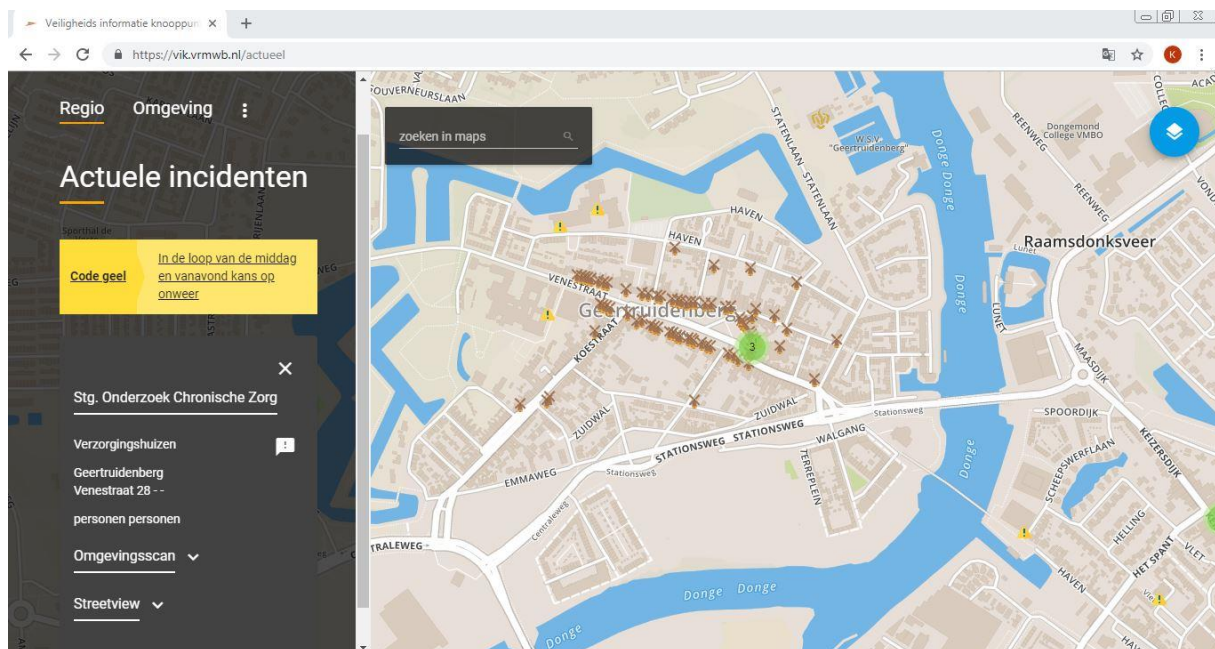 Veiligheids informatie knooppun
https://vik.vrmwb.nl/actueel
K
Regio
Omgeving
Actuele incidenten
Code geel
In de loop van de middag
en vanavond kans op
onweer
Stg. Onderzoek Chronische Zorg
Verzorgingshuizen
Geertruidenberg
Venestraat 28 - -
personen personen
Omgevingsscan
Streetview
zoeken in maps
GOUVERNEURSLAAN
STATENLAAN
STATENLAAN
W.S.V.
"Geertruidenberg"
Donge Donge
Dongemond
College VMBO
REENWEG
REENWEG
Raamsdonksveer
Lunet
LUNET
HAVEN
HAVEN
VENESTRAAT
Geertruidenberg
3
KOESTRAAT
Donge
MAASDIJK
ZUIDWAL
ZUIDWAL
Stationsweg
SPOORDIJK
STATIONSWEG
STATIONSWEG
WALGANG
EMMAWEG
Stationsweg
TERREPLEIN
Donge
KEIZERSDIJK
SCHEEPSWERFLAAN
Centraleweg
TRALEWEG
HELLING
HET SPANT
VLET
HAVEN
Donge Donge
Donge